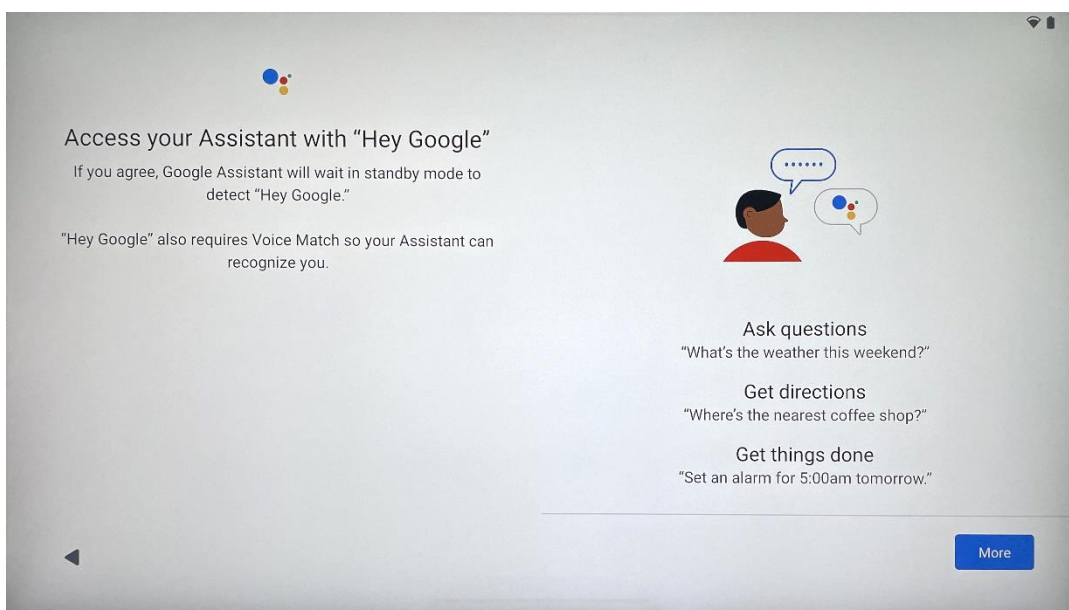 Access your Assistant with “Hey Google”
If you agree, Google Assistant will wait in standby mode to
detect “Hey Google.”
“Hey Google” also requires Voice Match so your Assistant can
recognize you.
Ask questions
“What’s the weather this weekend?”
Get directions
“Where’s the nearest coffee shop?”
Get things done
“Set an alarm for 5:00am tomorrow.”
More